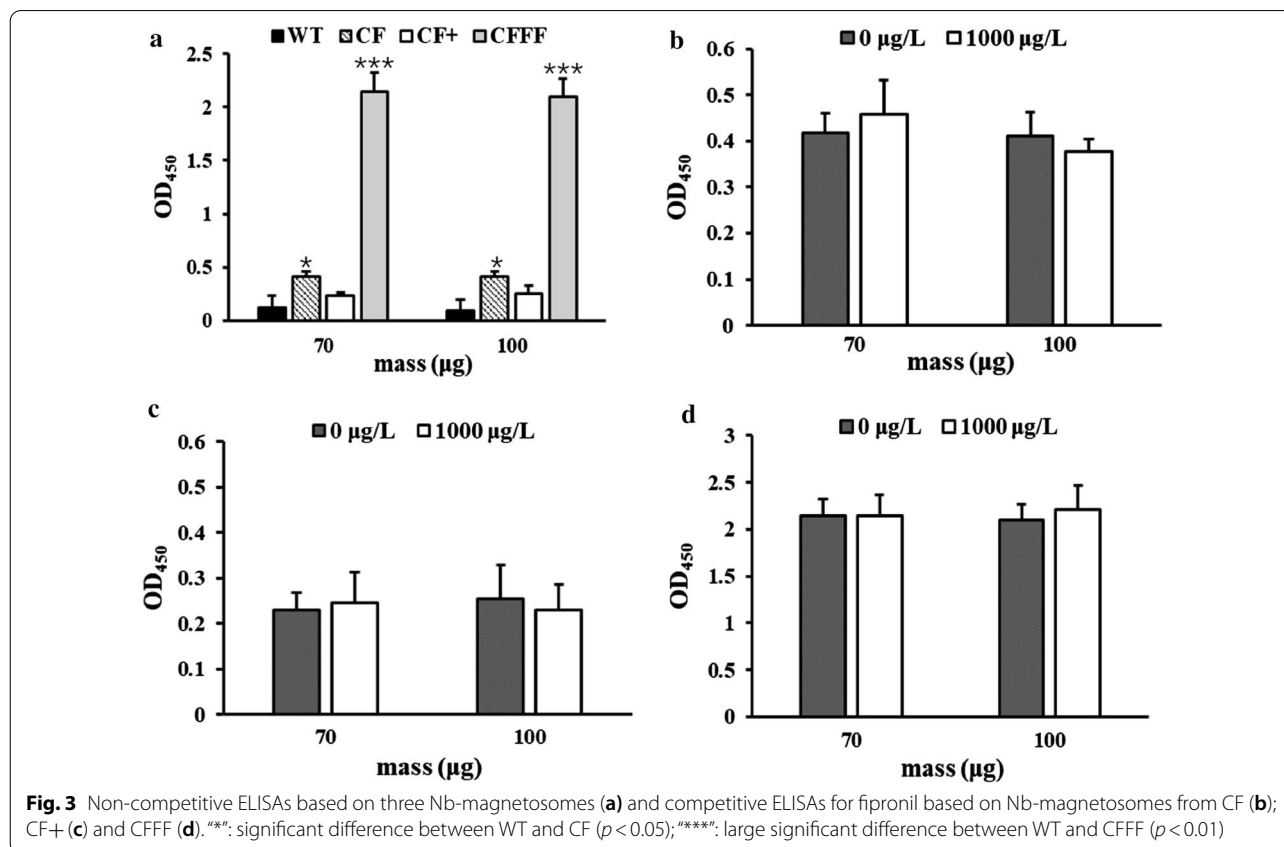 a
WT CF CF+ CFFF
2.5
2
1.5
1
0.5
0
OD450
*
***
*
***
70 100
mass (µg)
b
0 µg/L 1000 µg/L
0.6
0.5
0.4
0.3
0.2
0.1
0
OD450
70 100
mass (µg)
c
0 µg/L 1000 µg/L
0.6
0.5
0.4
0.3
0.2
0.1
0
OD450
70 100
mass (µg)
d
0 µg/L 1000 µg/L
3
2.5
2
1.5
1
0.5
0
OD450
70 100
mass (µg)
Fig. 3 Non-competitive ELISAs based on three Nb-magnetosomes (a) and competitive ELISAs for fipronil based on Nb-magnetosomes from CF (b);
CF+ (c) and CFFF (d). “*”: significant difference between WT and CF (p < 0.05); “***”: large significant difference between WT and CFFF (p < 0.01)